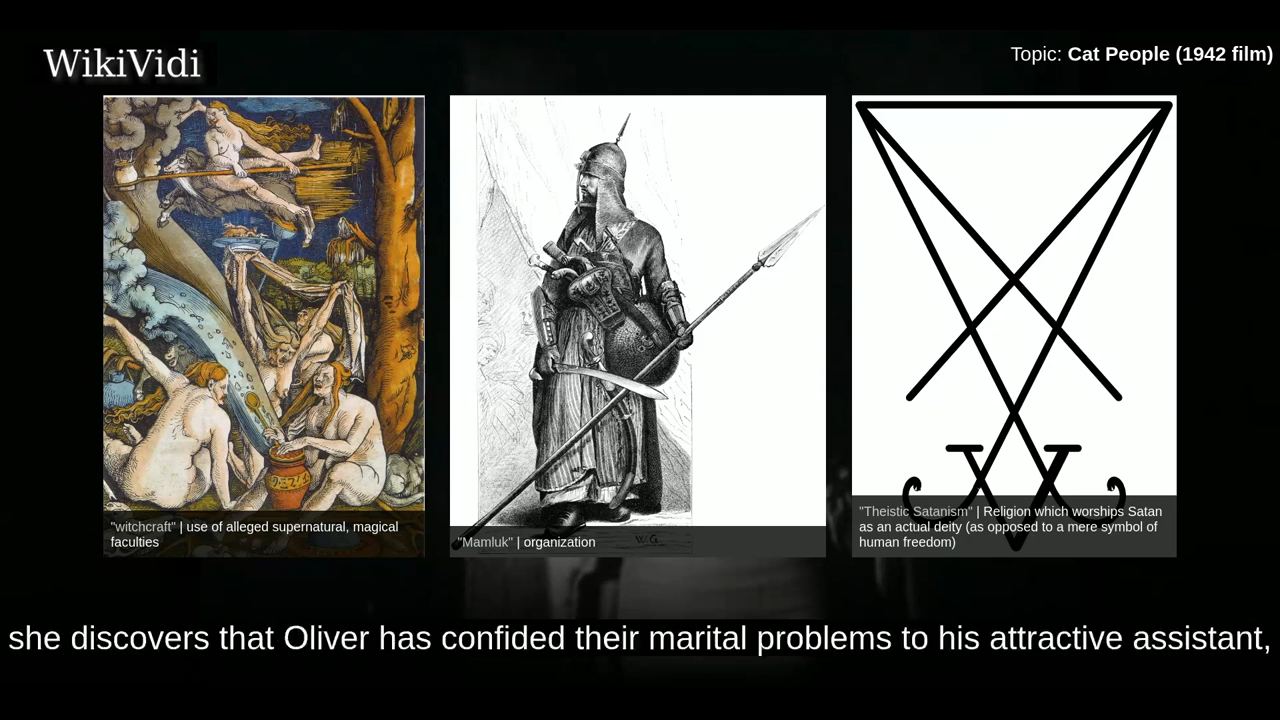 WikiVidi
Topic: Cat People (1942 film)
"witchcraft" | use of alleged supernatural, magical
faculties
W.G.
"Mamluk" | organization
"Theistic Satanism" | Religion which worships Satan
as an actual deity (as opposed to a mere symbol of
human freedom)
she discovers that Oliver has confided their marital problems to his attractive assistant,